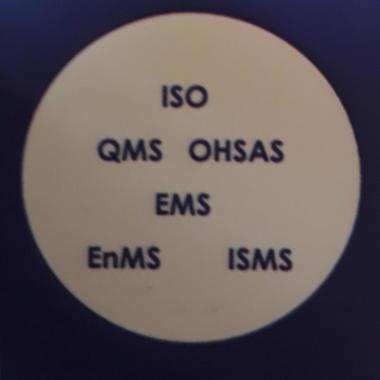 ISO
QMS OHSAS
EMS
EnMS ISMS